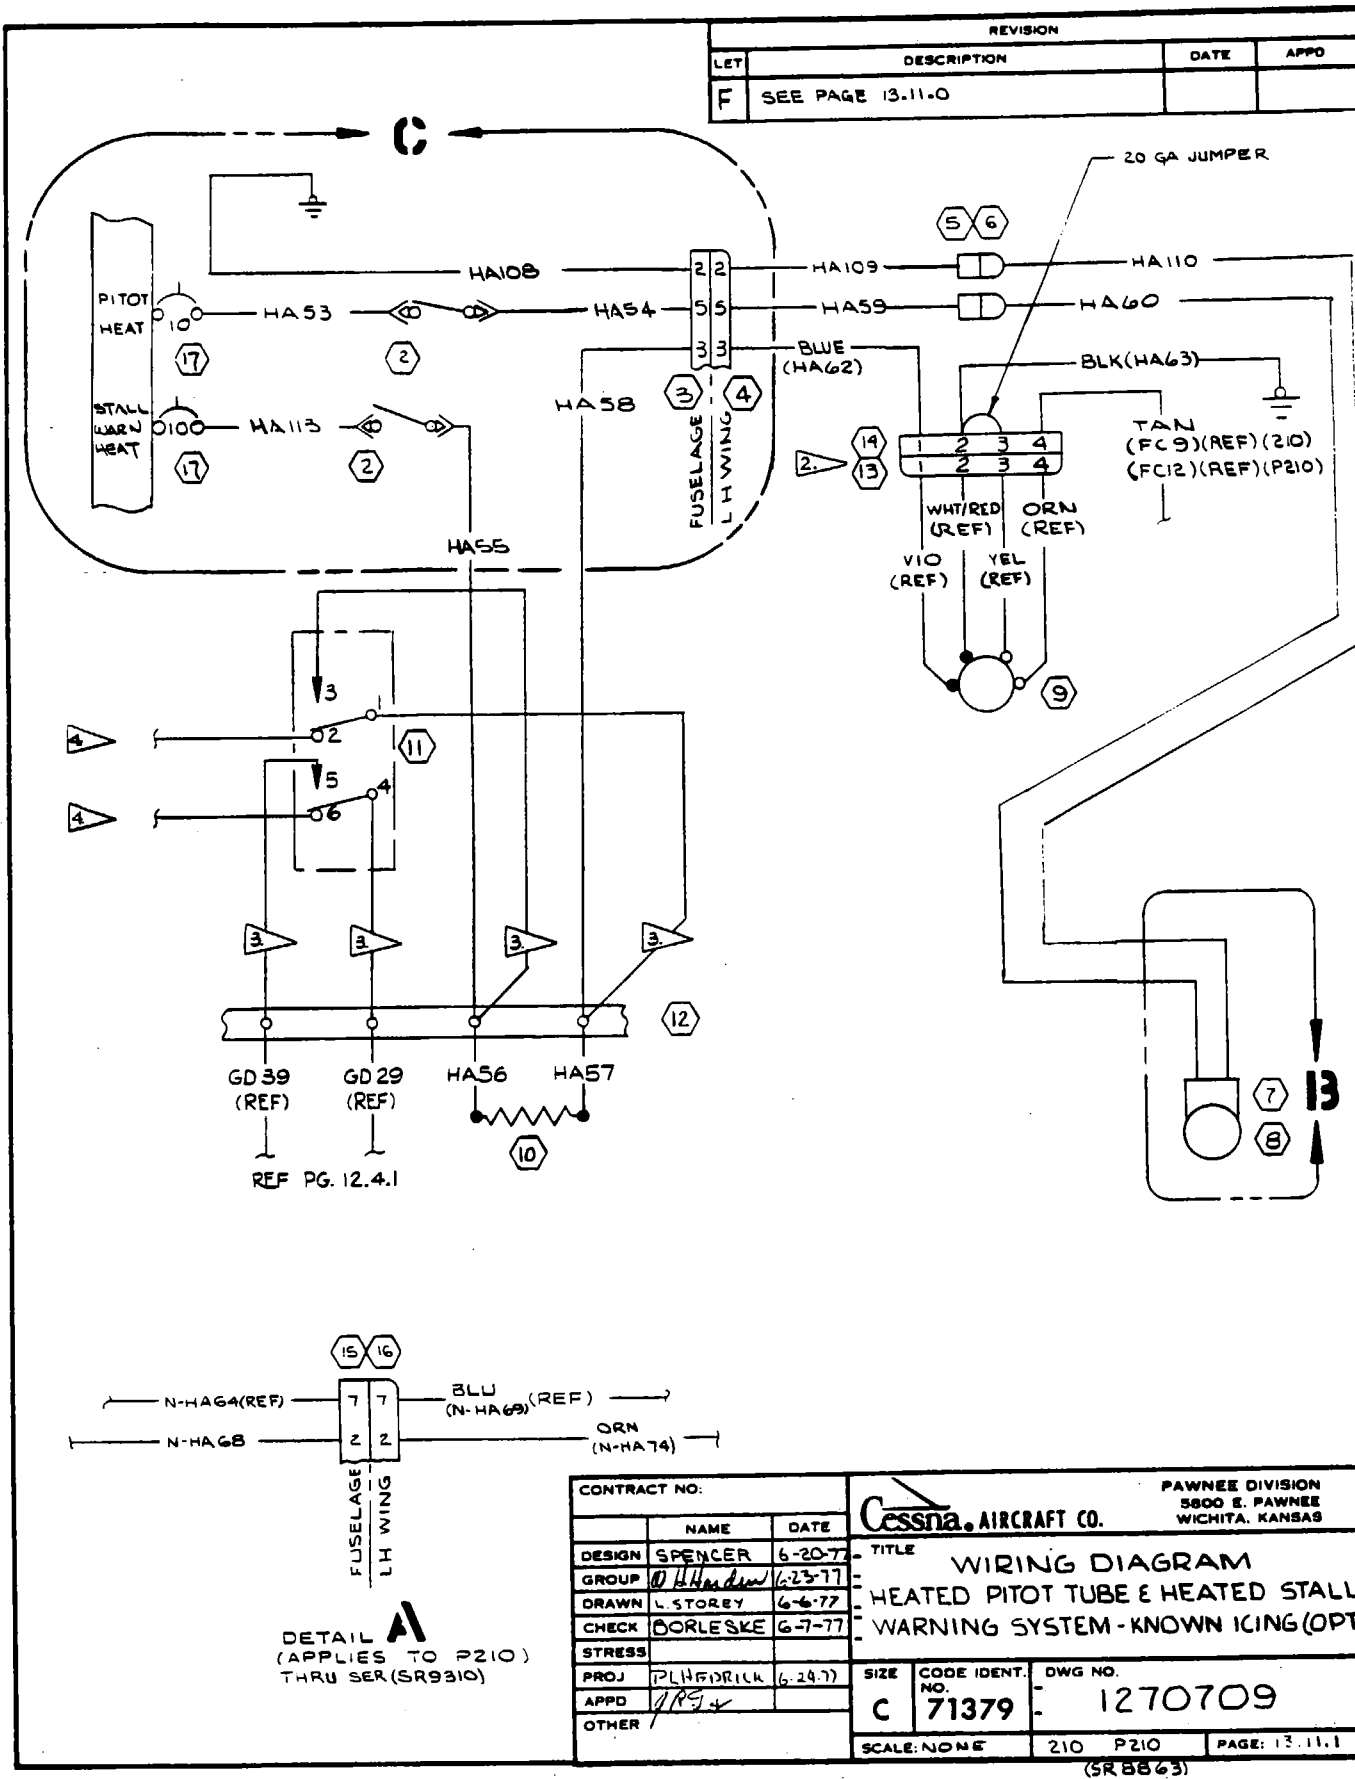 REVISION
LET DESCRIPTION DATE APPD
F SEE PAGE 13.11.0
C
20 GA JUMPER
5 6
HA108 2 2 HA109 HA110
PITOT HEAT 10 HA53 HA54 5 5 HA59 HA60
17 2
3 3 BLUE (HA62)
BLK(HA63)
HA58
3 4
STALL WARN HEAT 10 HA113
17 2
FUSELAGE
LH WING
TAN
(FC9)(REF)(210)
(FC12)(REF)(P210)
14
2. 13
2 3 4
2 3 4
WHT/RED (REF)
ORN (REF)
VIO (REF)
YEL (REF)
9
HA55
3
1
4. 2
11
5
4
4. 6
3. 3. 3. 3.
12
GD39 (REF)
GD29 (REF)
HA56 HA57
10
REF PG. 12.4.1
7 B
8
15 16
N-HA64(REF) 7 7 BLU (N-HA69)(REF)
N-HA68 2 2 ORN (N-HA74)
FUSELAGE
LH WING
DETAIL A
(APPLIES TO P210)
THRU SER(SR9310)
CONTRACT NO:
NAME DATE
DESIGN SPENCER 6-20-77
GROUP 6-23-77
DRAWN L.STOREY 6-6-77
CHECK BORLESKE 6-7-77
STRESS
PROJ P L HEDRICK 6-24-77
APPD
OTHER
Cessna. AIRCRAFT CO.
PAWNEE DIVISION
5800 E. PAWNEE
WICHITA, KANSAS
TITLE
WIRING DIAGRAM
HEATED PITOT TUBE & HEATED STALL
WARNING SYSTEM-KNOWN ICING(OPT
SIZE C
CODE IDENT. NO. 71379
DWG NO. 1270709
SCALE: NONE 210 P210 PAGE: 13.11.1
(SR8863)